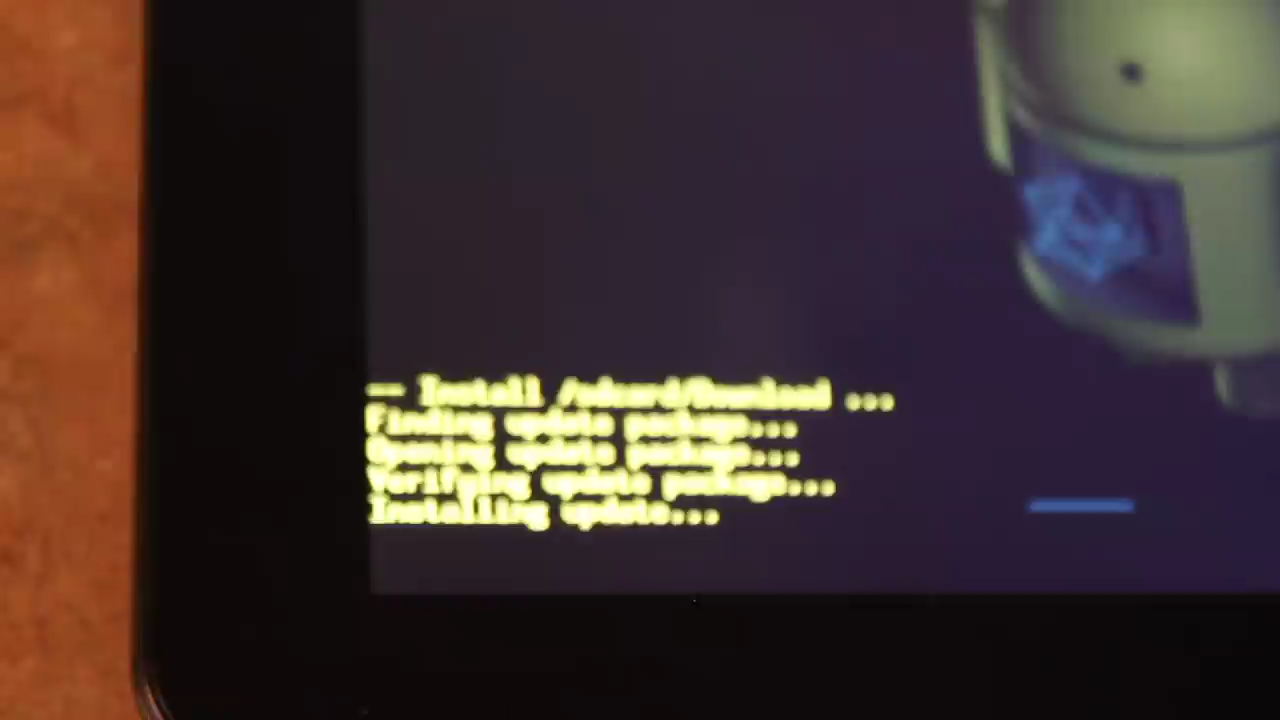 -- Install /sdcard/Download ...
Finding update package...
Opening update package...
Verifying update package...
Installing update...